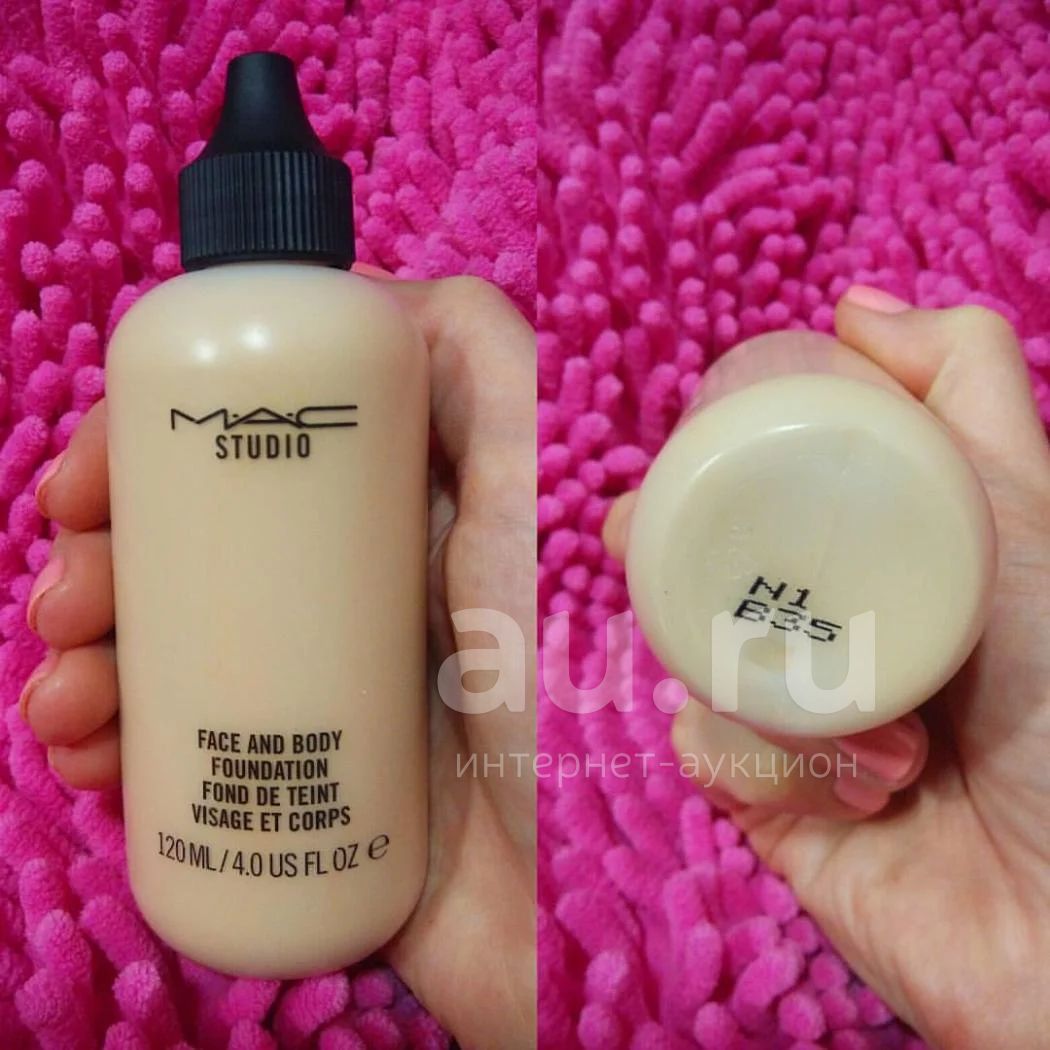 M·A·C
STUDIO
FACE AND BODY
FOUNDATION
FOND DE TEINT
VISAGE ET CORPS
120 ML / 4.0 US FL OZ ℮
N1
B35
au.ru
интернет-аукцион